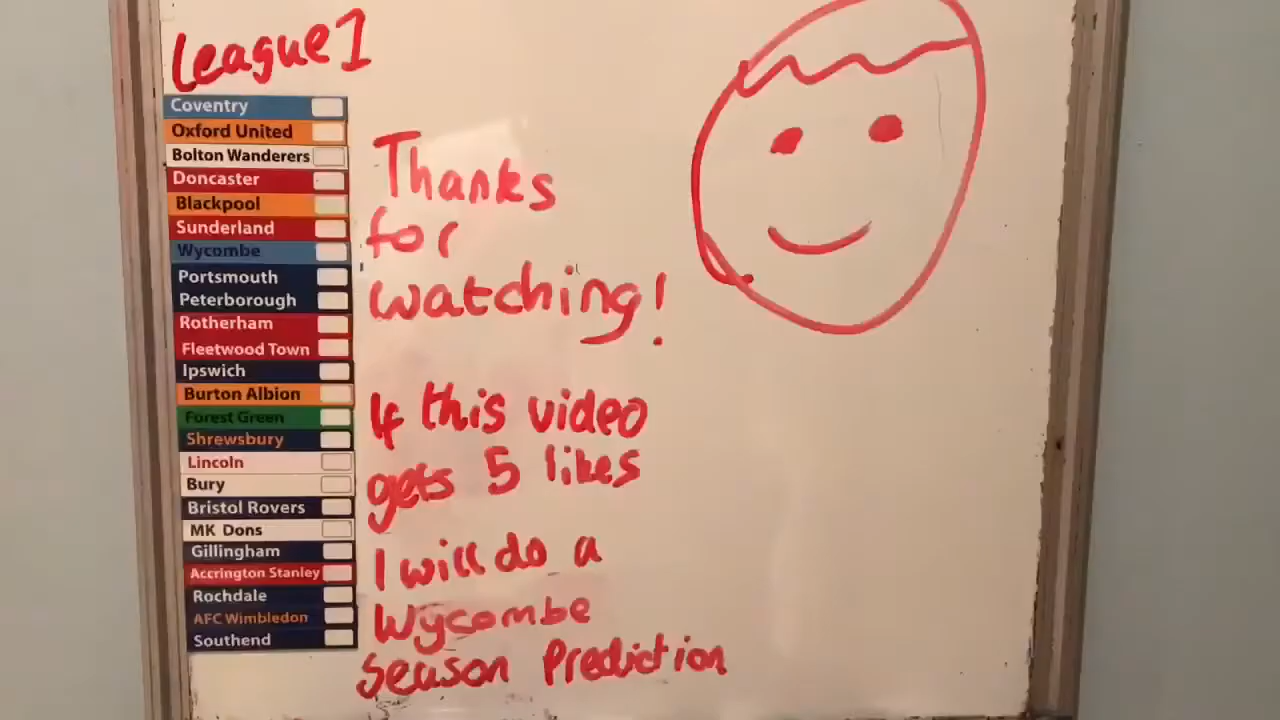 League 1
Coventry
Oxford United
Bolton Wanderers
Doncaster
Blackpool
Sunderland
Wycombe
Portsmouth
Peterborough
Rotherham
Fleetwood Town
Ipswich
Burton Albion
Forest Green
Shrewsbury
Lincoln
Bury
Bristol Rovers
MK Dons
Gillingham
Accrington Stanley
Rochdale
AFC Wimbledon
Southend
Thanks
for
watching!
If this video
gets 5 likes
I will do a
Wycombe
Season Prediction